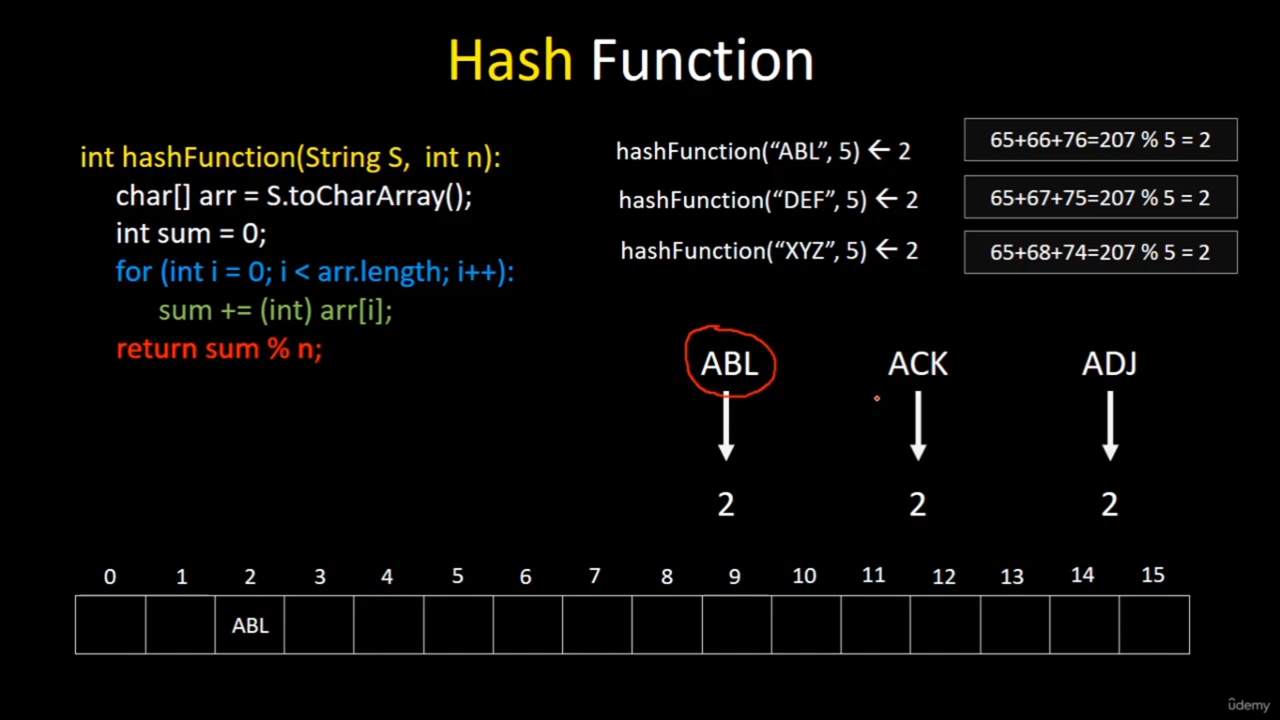 Hash Function
int hashFunction(String S, int n):
char[] arr = S.toCharArray();
int sum = 0;
for (int i = 0; i < arr.length; i++):
sum += (int) arr[i];
return sum % n;
hashFunction(“ABL”, 5) ← 2
65+66+76=207 % 5 = 2
hashFunction(“DEF”, 5) ← 2
65+67+75=207 % 5 = 2
hashFunction(“XYZ”, 5) ← 2
65+68+74=207 % 5 = 2
ABL ACK ADJ
2 2 2
0 1 2 3 4 5 6 7 8 9 10 11 12 13 14 15
ABL
ûdemy